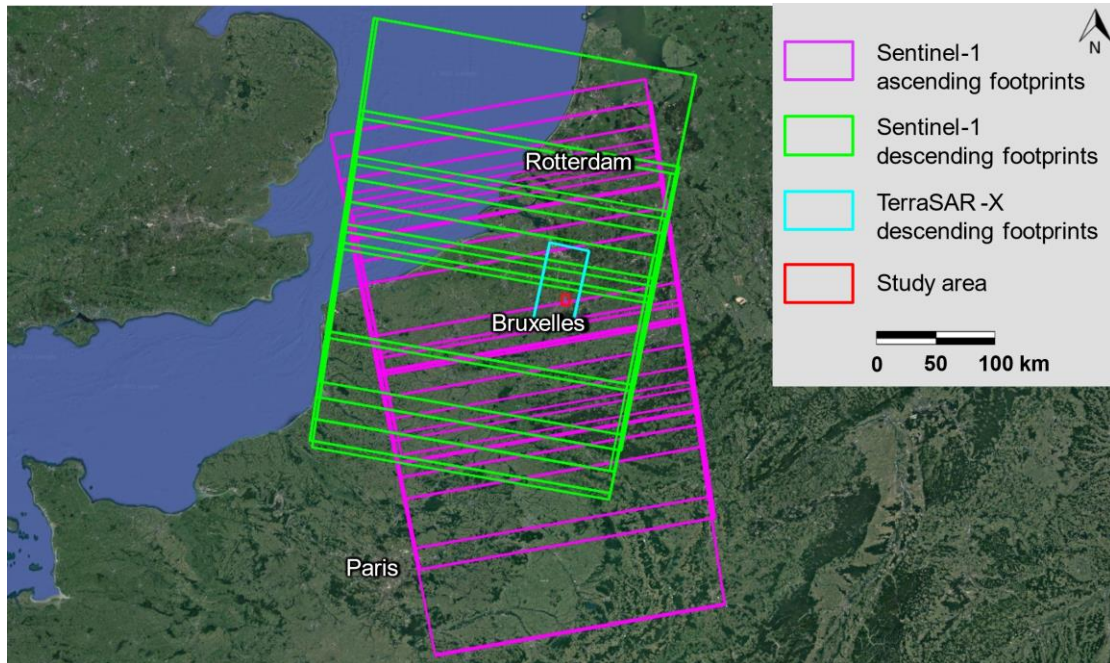 Sentinel-1
ascending footprints
N
Sentinel-1
descending footprints
TerraSAR-X
descending footprints
Study area
0 50 100 km
Rotterdam
Bruxelles
Paris